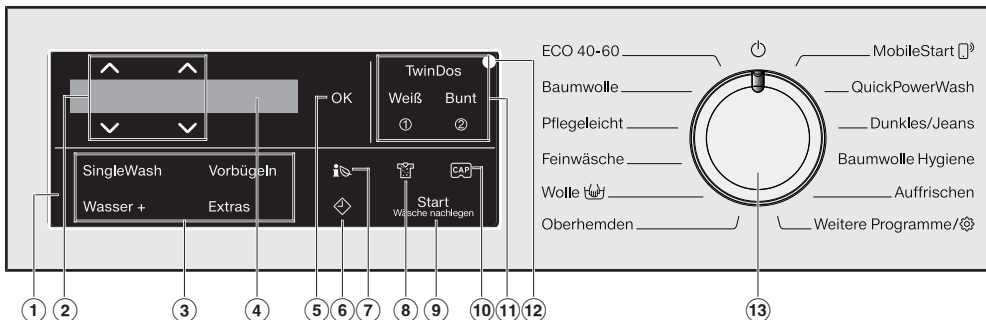 TwinDos
OK
Weiß Bunt
① ②
SingleWash Vorbügeln
CAP
Wasser + Extras
Start
Wäsche nachlegen
ECO 40-60
Baumwolle
Pflegeleicht
Feinwäsche
Wolle
Oberhemden
MobileStart
QuickPowerWash
Dunkles/Jeans
Baumwolle Hygiene
Auffrischen
Weitere Programme/
① ② ③ ④ ⑤ ⑥ ⑦ ⑧ ⑨ ⑩ ⑪ ⑫ ⑬